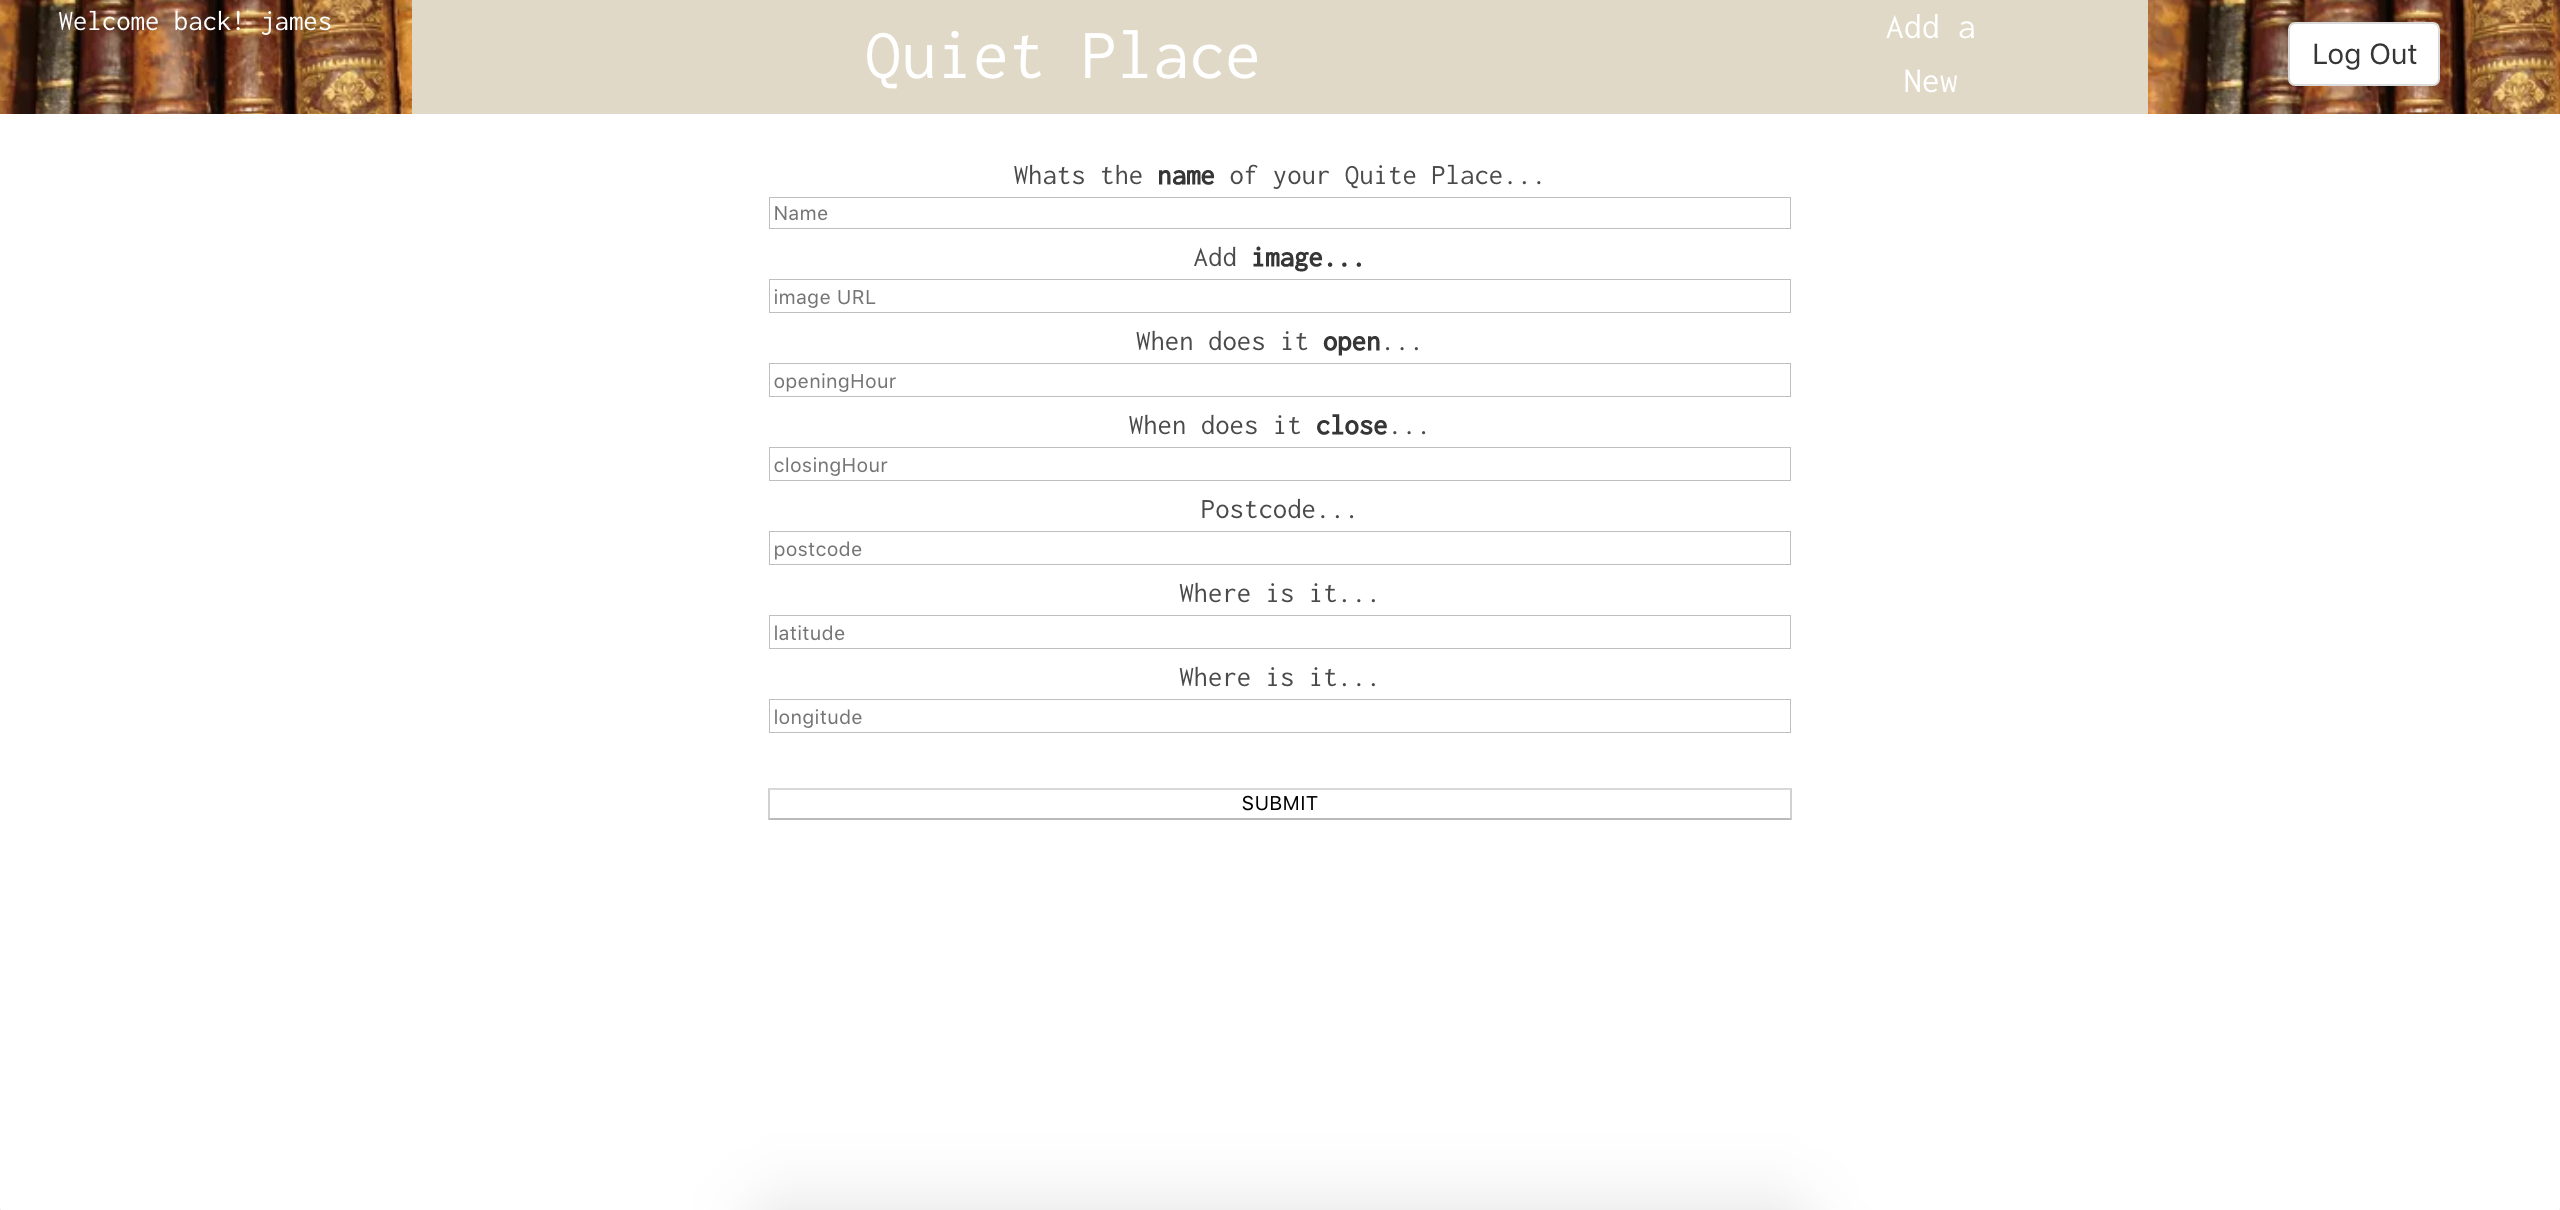 Welcome back! james
Quiet Place
Add a
New
Log Out
Whats the name of your Quite Place...
Name
Add image...
image URL
When does it open...
openingHour
When does it close...
closingHour
Postcode...
postcode
Where is it...
latitude
Where is it...
longitude
SUBMIT